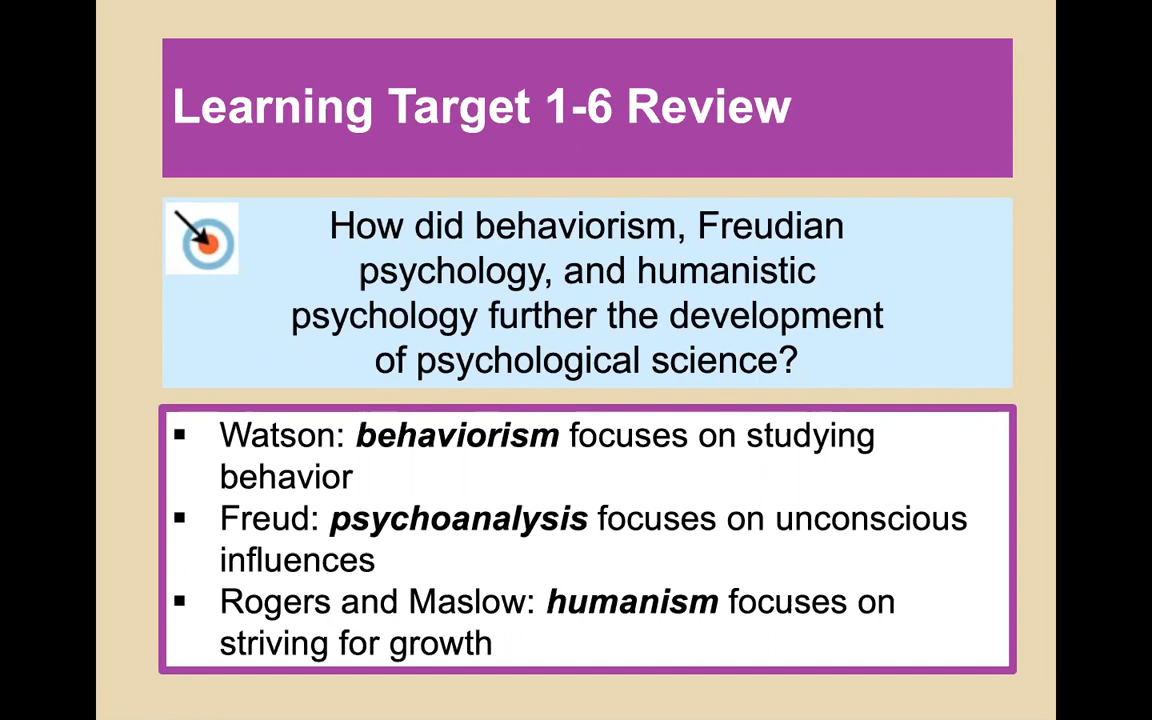 Learning Target 1-6 Review
How did behaviorism, Freudian
psychology, and humanistic
psychology further the development
of psychological science?
▪ Watson: behaviorism focuses on studying
behavior
▪ Freud: psychoanalysis focuses on unconscious
influences
▪ Rogers and Maslow: humanism focuses on
striving for growth